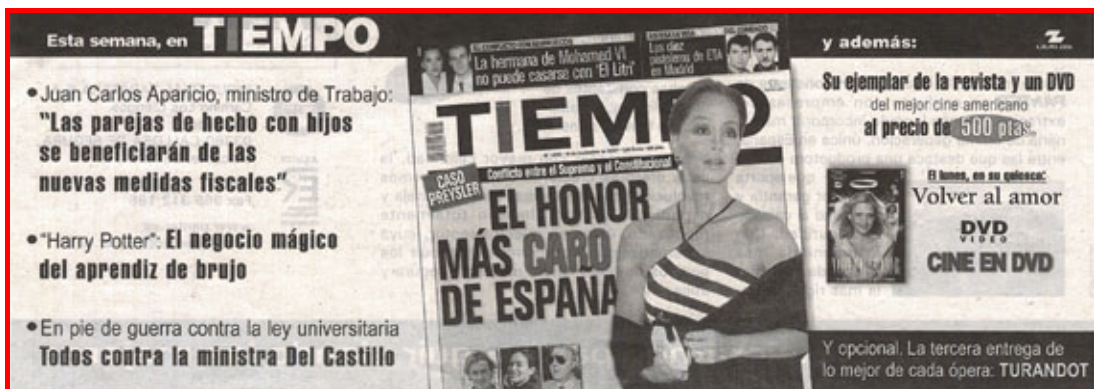 Esta semana, en TIEMPO
• Juan Carlos Aparicio, ministro de Trabajo:
"Las parejas de hecho con hijos
se beneficiarán de las
nuevas medidas fiscales"
• "Harry Potter": El negocio mágico
del aprendiz de brujo
• En pie de guerra contra la ley universitaria
Todos contra la ministra Del Castillo
La hermana de Mohamed VI
no puede casarse con 'El Litri'
Los diez
de ETA
en Madrid
TIEMPO
Conflicto entre el Supremo y el Constitucional
CASO
PREYSLER
EL HONOR
MÁS CARO
DE ESPAÑA
y además:
Su ejemplar de la revista y un DVD
del mejor cine americano
al precio de 500 ptas.
El lunes, en su quiosco:
Volver al amor
DVD
VIDEO
CINE EN DVD
Y opcional. La tercera entrega de
lo mejor de cada ópera: TURANDOT